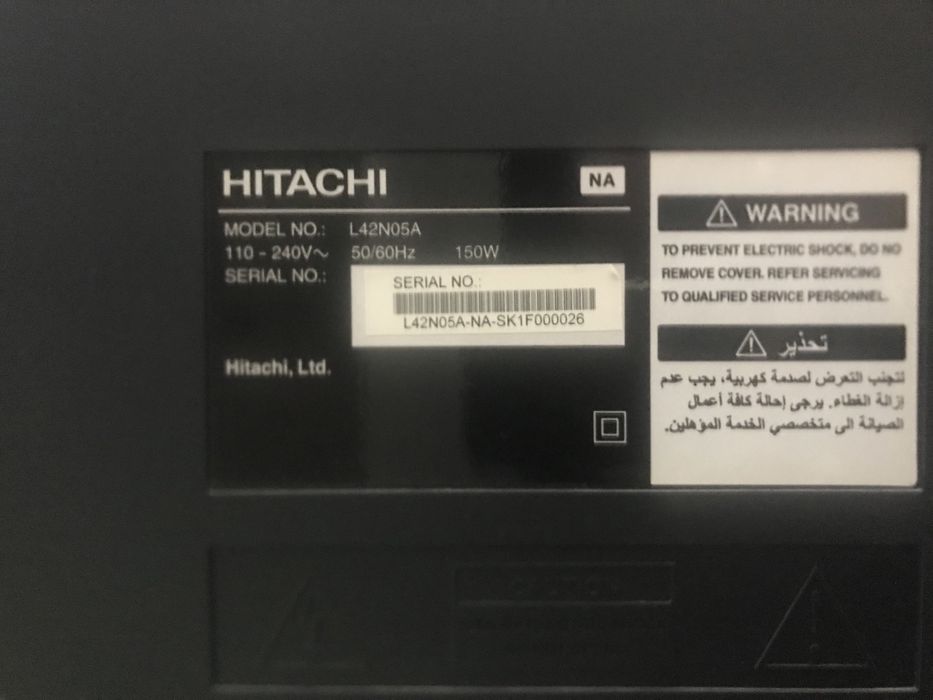 HITACHI
NA
MODEL NO.: L42N05A
110 - 240V~ 50/60Hz 150W
SERIAL NO.:
SERIAL NO.:
L42N05A-NA-SK1F000026
Hitachi, Ltd.
WARNING
TO PREVENT ELECTRIC SHOCK, DO NO
REMOVE COVER. REFER SERVICING
TO QUALIFIED SERVICE PERSONNEL.
تحذير
لتجنب التعرض لصدمة كهربية، يجب عدم
إزالة الغطاء. يرجى إحالة كافة أعمال
الصيانة الى متخصصي الخدمة المؤهلين.
CAUTION